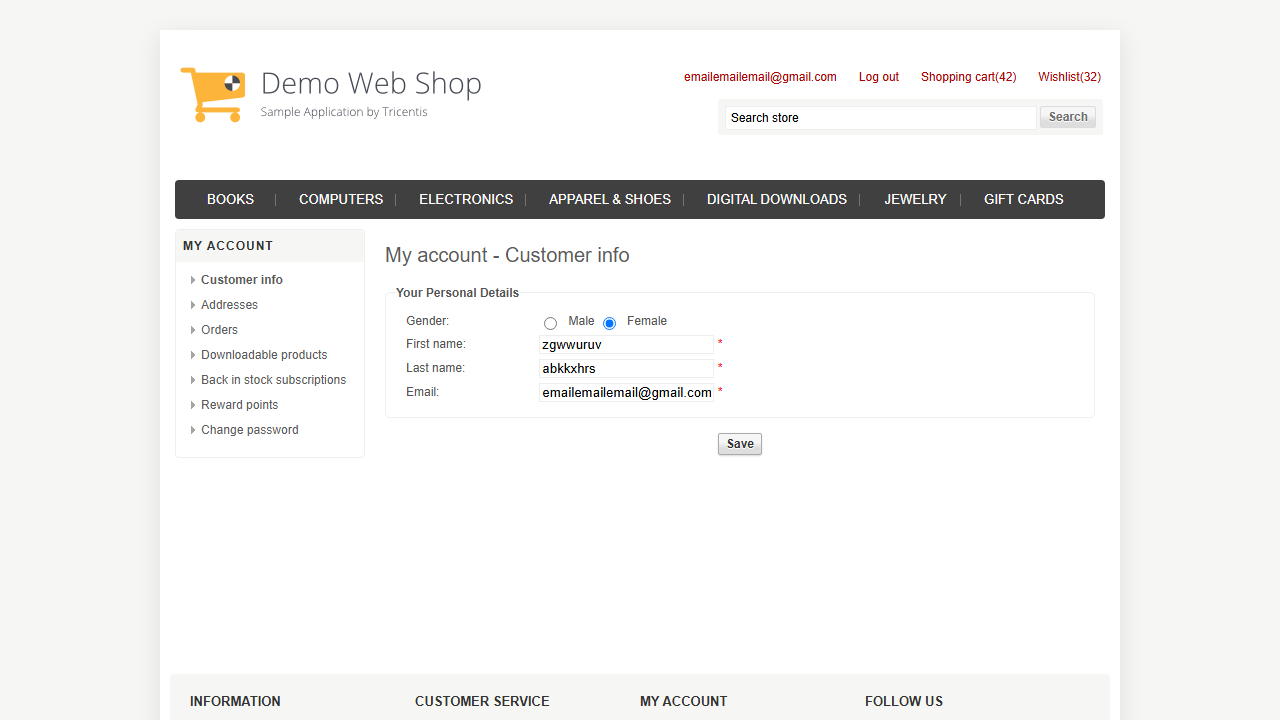 Demo Web Shop
Sample Application by Tricentis
emailemailemail@gmail.com Log out Shopping cart(42) Wishlist(32)
Search store Search
BOOKS COMPUTERS ELECTRONICS APPAREL & SHOES DIGITAL DOWNLOADS JEWELRY GIFT CARDS
MY ACCOUNT
Customer info
Addresses
Orders
Downloadable products
Back in stock subscriptions
Reward points
Change password
My account - Customer info
Your Personal Details
Gender: Male Female
First name: zgwwuruv *
Last name: abkkxhrs *
Email: emailemailemail@gmail.com *
Save
INFORMATION CUSTOMER SERVICE MY ACCOUNT FOLLOW US